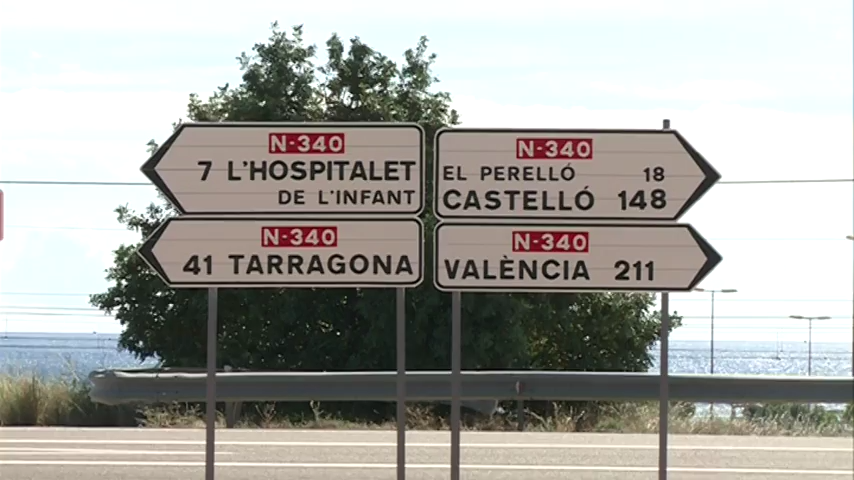 N-340
7 L'HOSPITALET
DE L'INFANT
N-340
41 TARRAGONA
N-340
EL PERELLÓ 18
CASTELLÓ 148
N-340
VALÈNCIA 211